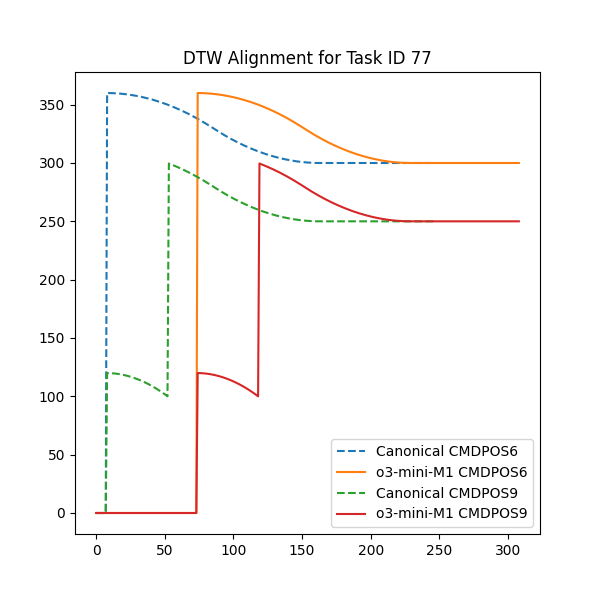 DTW Alignment for Task ID 77
350
300
250
200
150
100
50
0
Canonical CMDPOS6
o3-mini-M1 CMDPOS6
Canonical CMDPOS9
o3-mini-M1 CMDPOS9
0 50 100 150 200 250 300